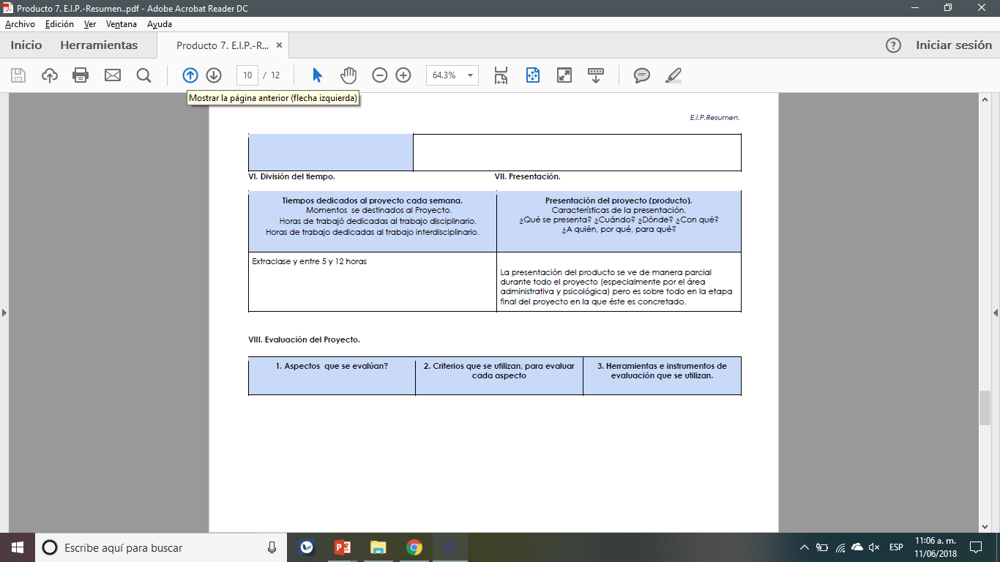 Producto 7. E.I.P.-Resumen..pdf - Adobe Acrobat Reader DC
Archivo Edición Ver Ventana Ayuda
Inicio Herramientas Producto 7. E.I.P.-R... Iniciar sesión
10 / 12 64.3%
Mostrar la página anterior (flecha izquierda)
E.I.P.Resumen.
VI. División del tiempo. VII. Presentación.
Tiempos dedicados al proyecto cada semana.
Momentos se destinados al Proyecto.
Horas de trabajó dedicadas al trabajo disciplinario.
Horas de trabajo dedicadas al trabajo interdisciplinario.
Presentación del proyecto (producto).
Características de la presentación.
¿Qué se presenta? ¿Cuándo? ¿Dónde? ¿Con qué?
¿A quién, por qué, para qué?
Extraclase y entre 5 y 12 horas
La presentación del producto se ve de manera parcial
durante todo el proyecto (especialmente por el área
administrativa y psicológica) pero es sobre todo en la etapa
final del proyecto en la que éste es concretado.
VIII. Evaluación del Proyecto.
1. Aspectos que se evalúan?
2. Criterios que se utilizan, para evaluar
cada aspecto
3. Herramientas e instrumentos de
evaluación que se utilizan.
Escribe aquí para buscar
ESP
11:06 a. m.
11/06/2018